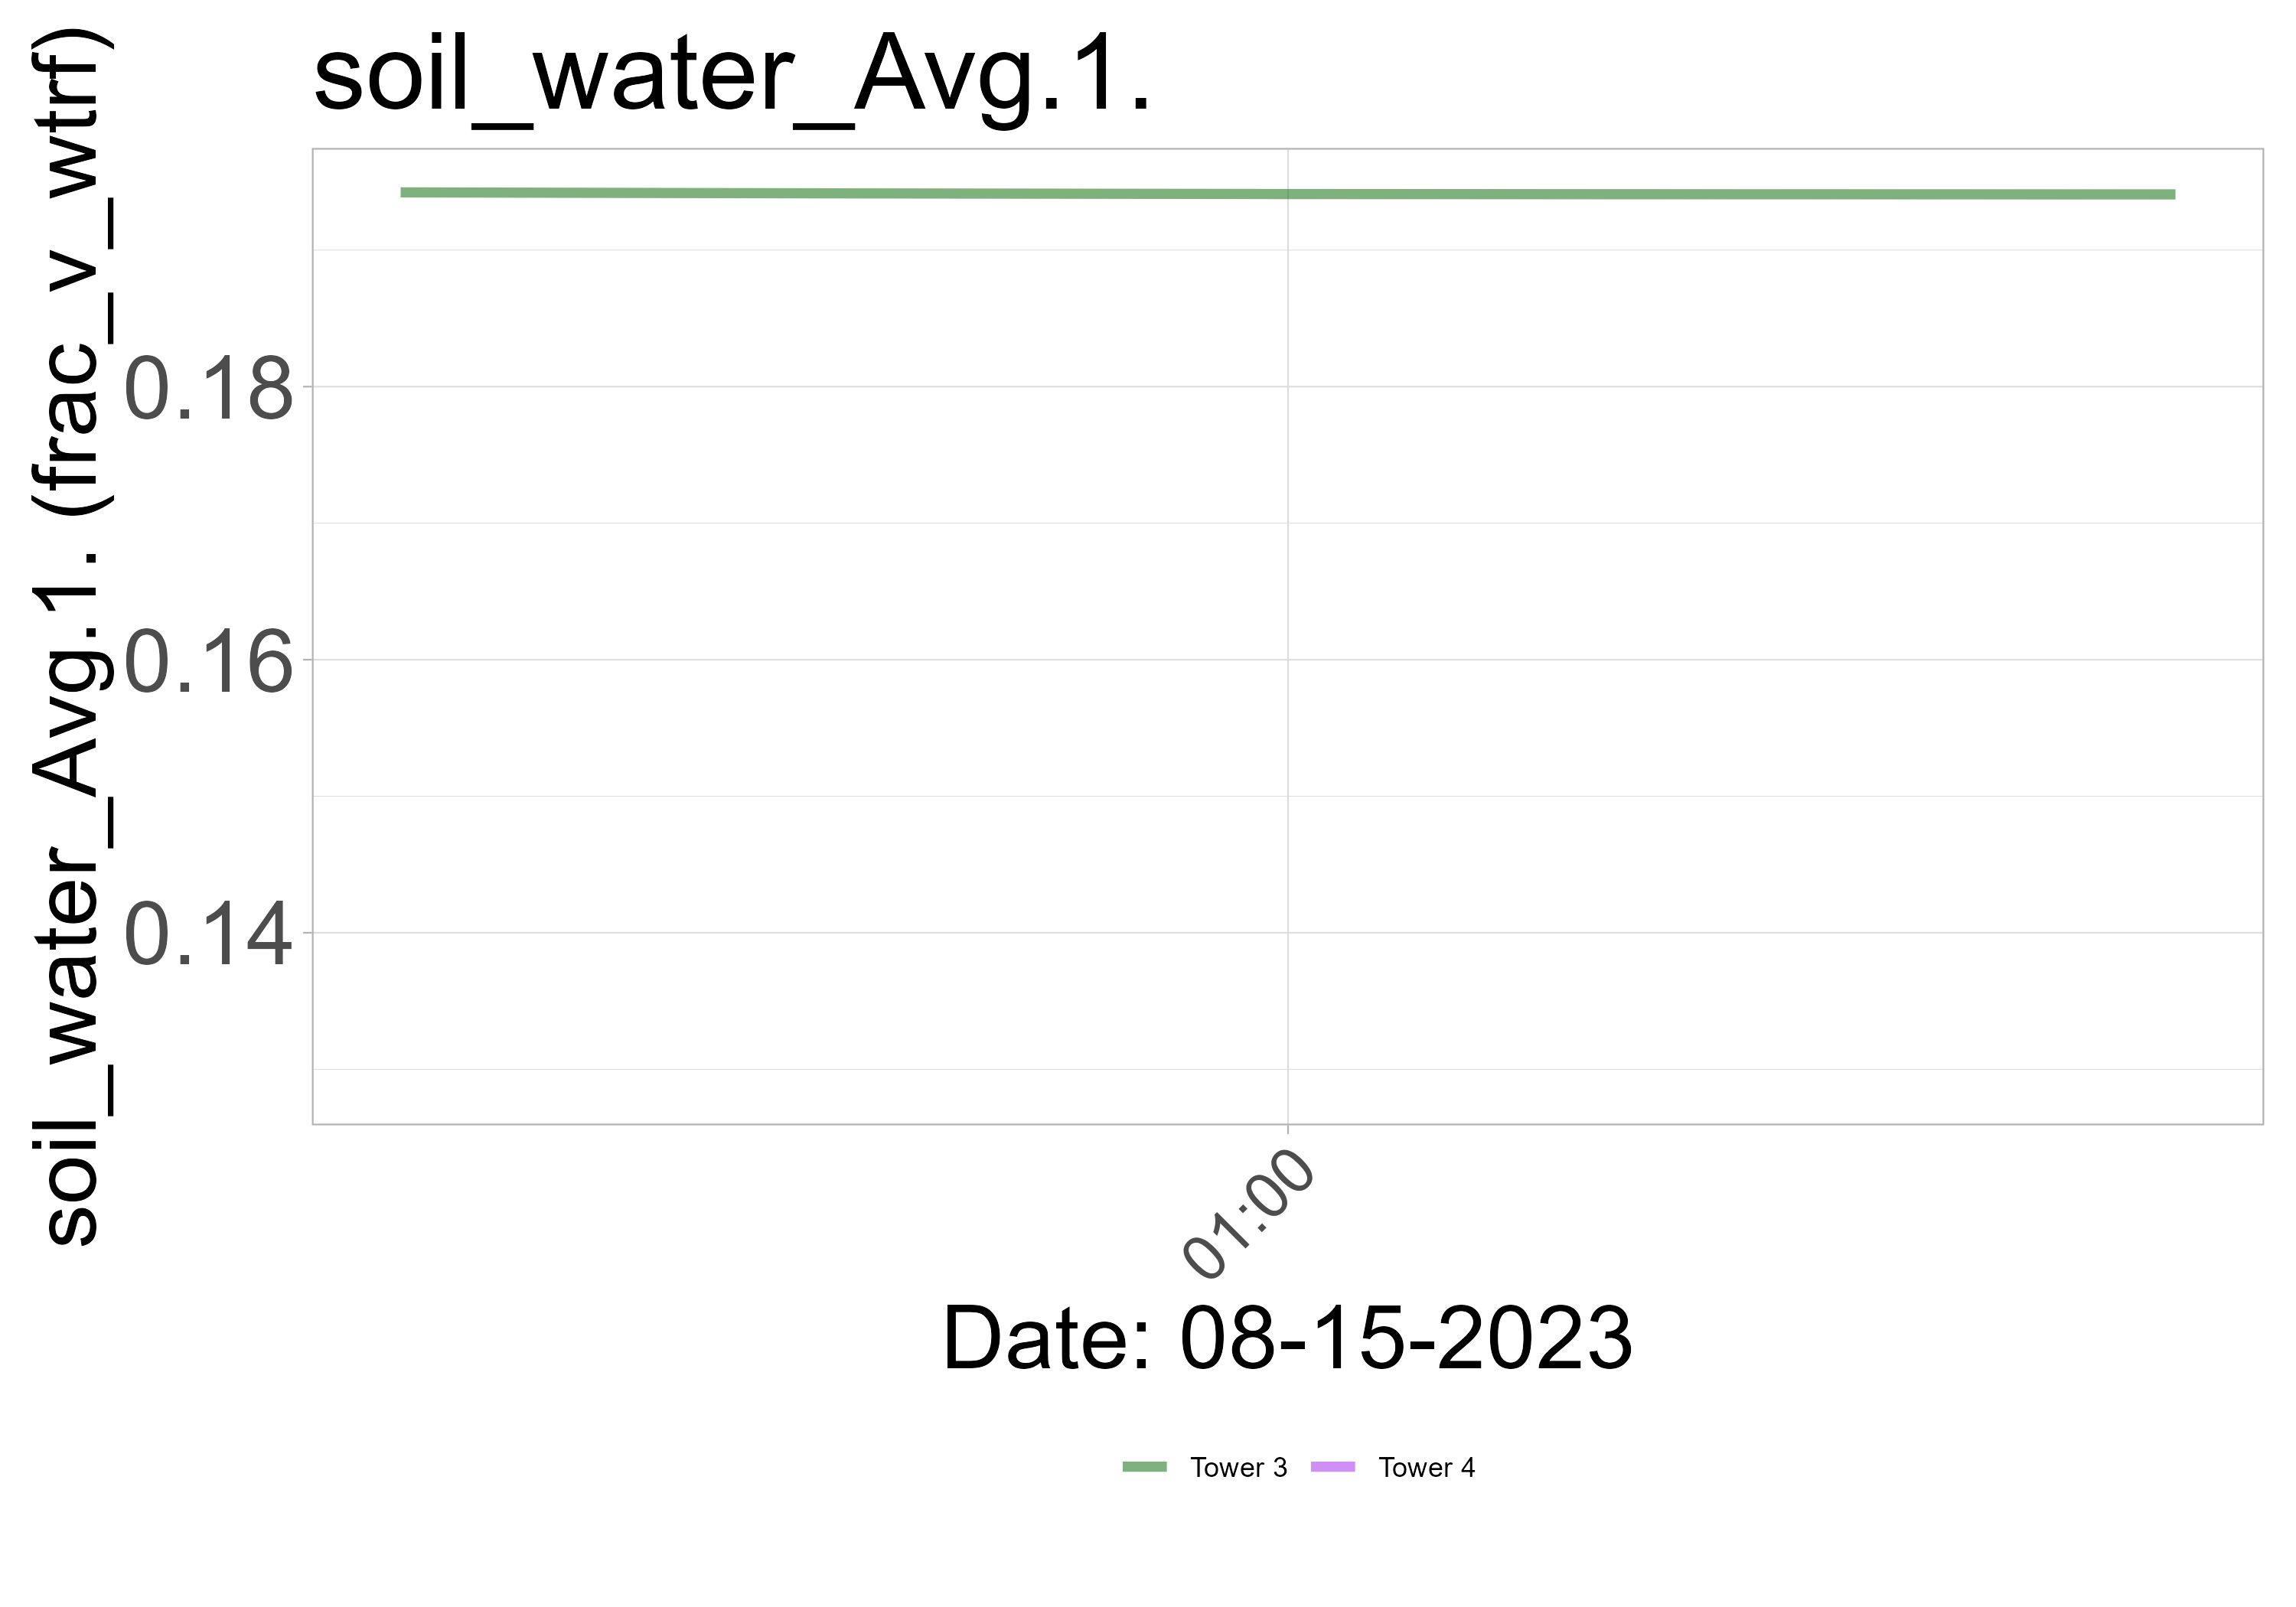 soil_water_Avg.1.
soil_water_Avg.1. (frac_v_wtrf)
0.18
0.16
0.14
01:00
Date: 08-15-2023
Tower 3
Tower 4